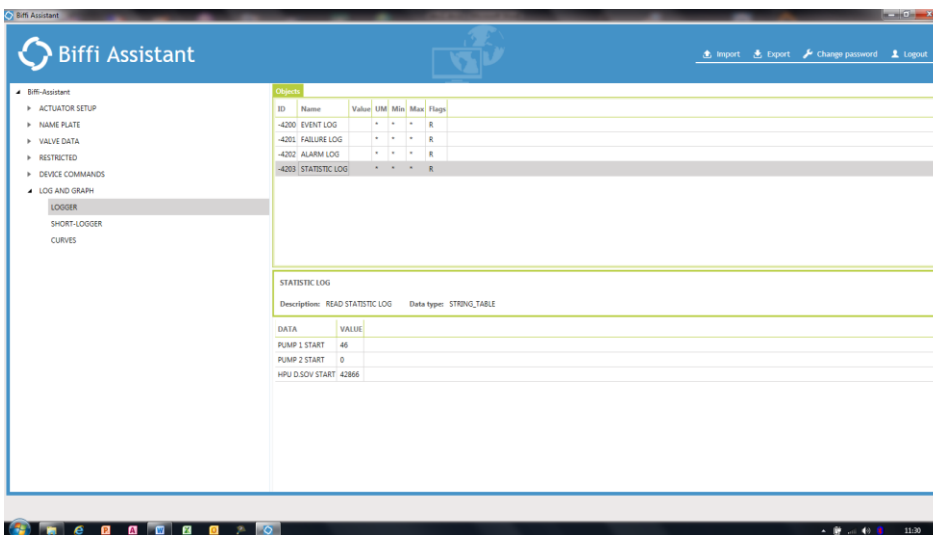 Biffi Assistant
Biffi Assistant
Import Export Change password Logout
Biffi-Assistant
ACTUATOR SETUP
NAME PLATE
VALVE DATA
RESTRICTED
DEVICE COMMANDS
LOG AND GRAPH
LOGGER
SHORT-LOGGER
CURVES
Objects
ID Name Value UM Min Max Flags
-4200 EVENT LOG * * * R
-4201 FAILURE LOG * * * R
-4202 ALARM LOG * * * R
-4203 STATISTIC LOG * * * R
STATISTIC LOG
Description: READ STATISTIC LOG Data type: STRING_TABLE
DATA VALUE
PUMP 1 START 46
PUMP 2 START 0
HPU D.SOV START 42866
11:30